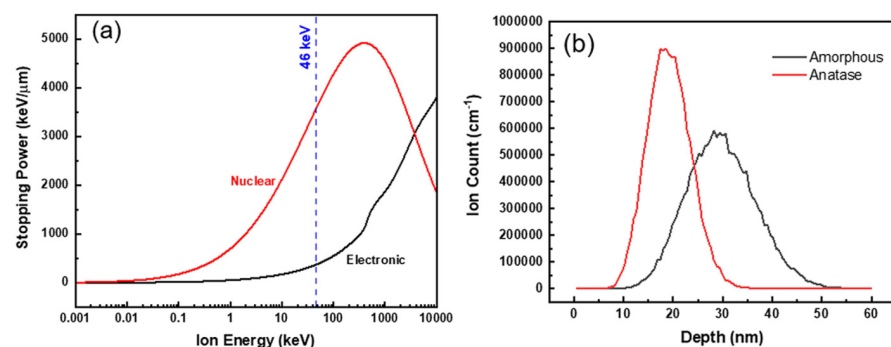 (a)
46 keV
5000
4000
3000
2000
1000
0
Stopping Power (keV/μm)
Nuclear
Electronic
0.001 0.01 0.1 1 10 100 1000 10000
Ion Energy (keV)
(b)
1000000
900000
800000
700000
600000
500000
400000
300000
200000
100000
0
Ion Count (cm⁻¹)
Amorphous
Anatase
0 10 20 30 40 50 60
Depth (nm)